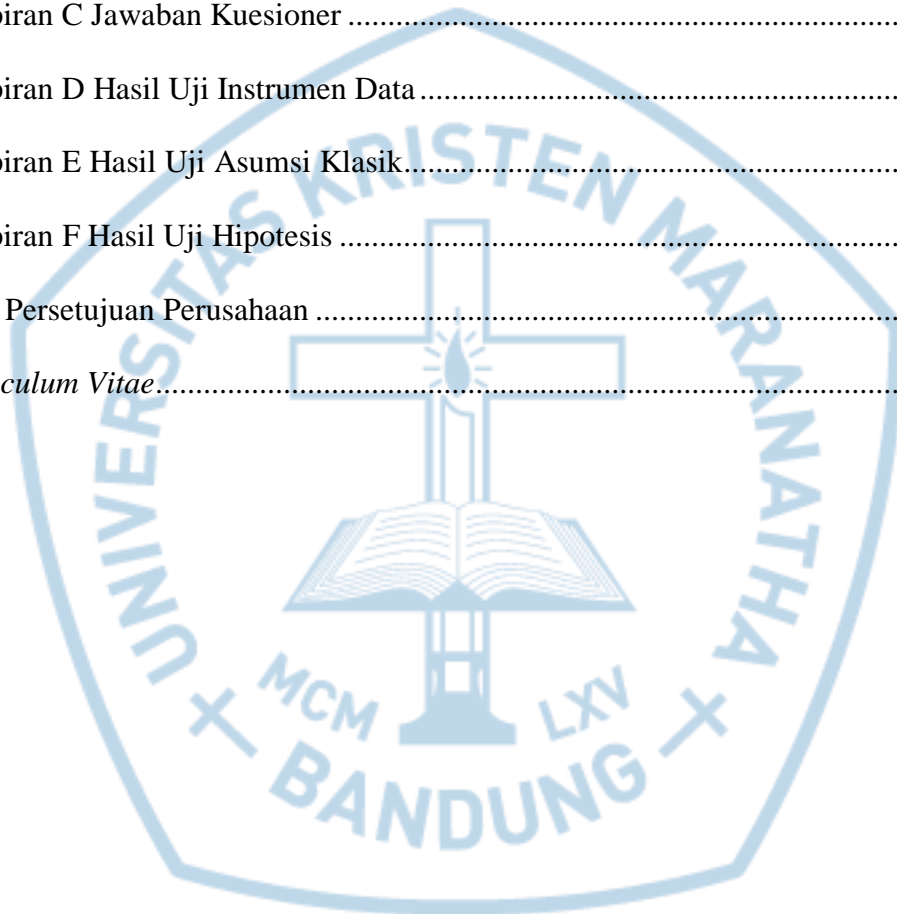 piran C Jawaban Kuesioner
piran D Hasil Uji Instrumen Data
piran E Hasil Uji Asumsi Klasik
piran F Hasil Uji Hipotesis
Persetujuan Perusahaan
culum Vitae
UNIVERSITAS KRISTEN MARANATHA
MCM LXV
BANDUNG